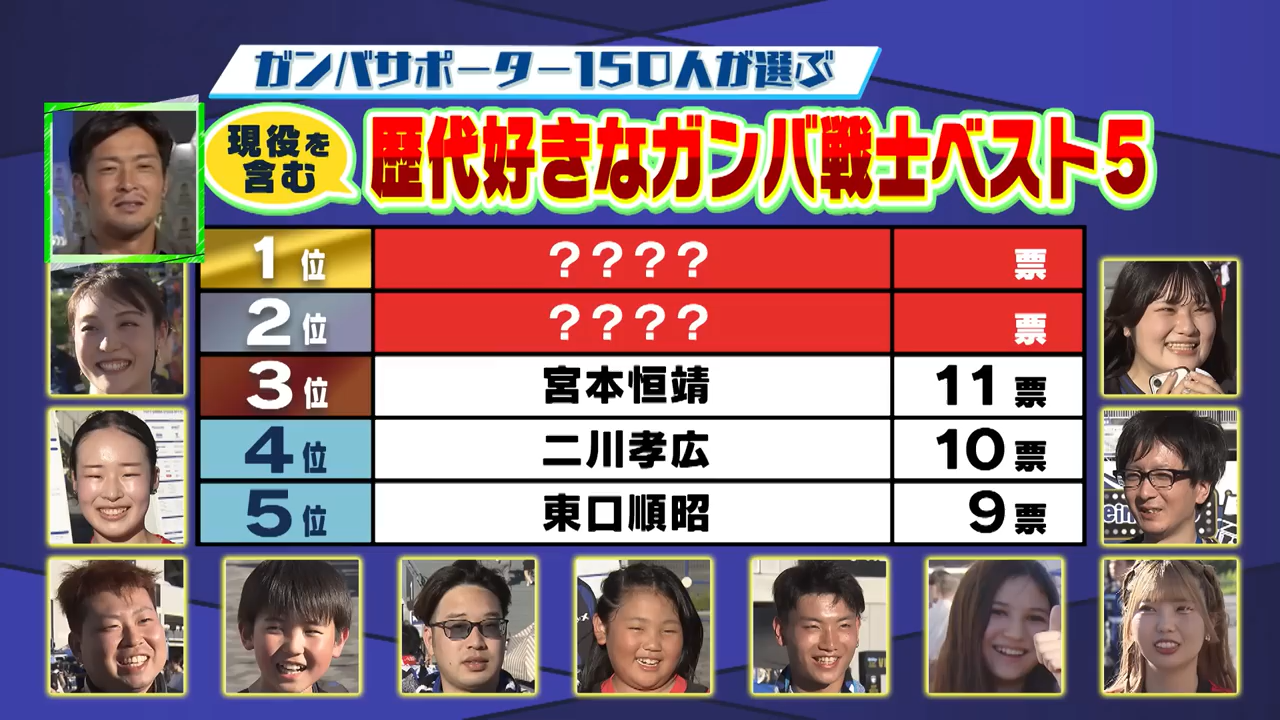 ガンバサポーター150人が選ぶ
現役を含む
歴代好きなガンバ戦士ベスト5
1位 ???? 票
2位 ???? 票
3位 宮本恒靖 11票
4位 二川孝広 10票
5位 東口順昭 9票